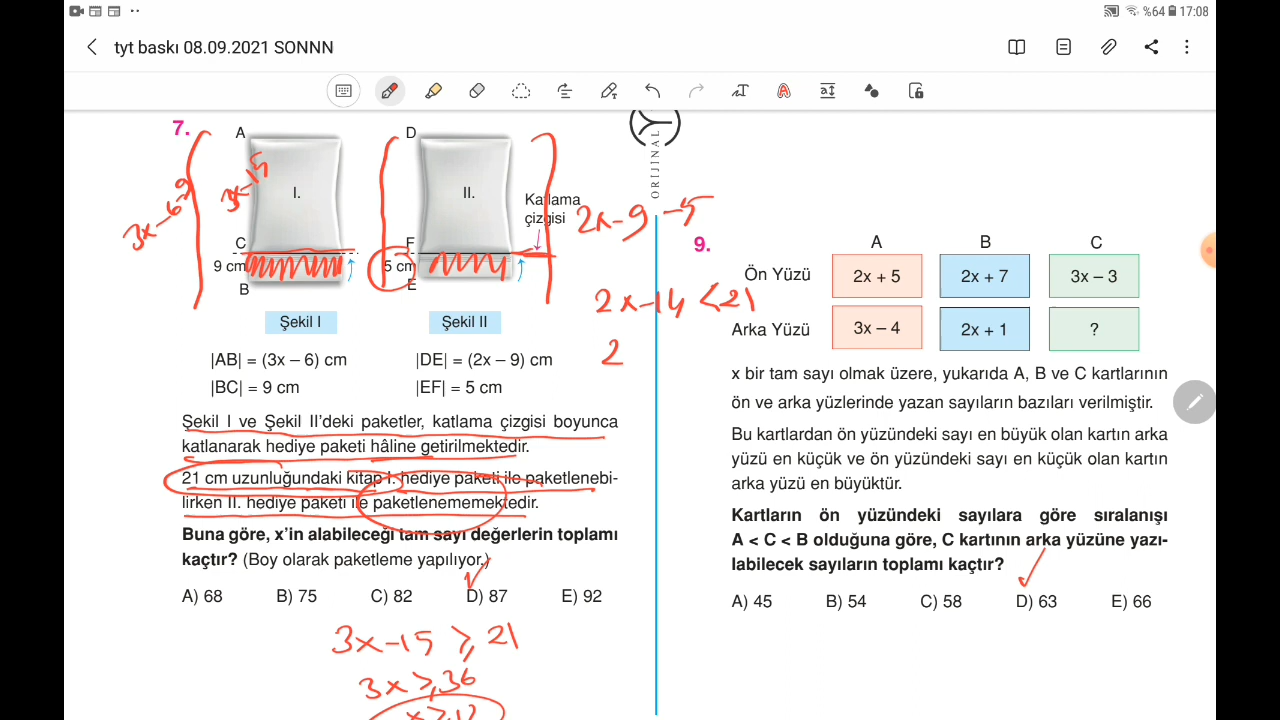 %64 17:08
tyt baskı 08.09.2021 SONNN
7.
A
D
I.
II.
3x-6-9
3x-15
Katlama
çizgisi
C
F
9 cm
5 cm
B
E
Şekil I
Şekil II
|AB| = (3x – 6) cm
|DE| = (2x – 9) cm
|BC| = 9 cm
|EF| = 5 cm
Şekil I ve Şekil II'deki paketler, katlama çizgisi boyunca
katlanarak hediye paketi hâline getirilmektedir.
21 cm uzunluğundaki kitap I. hediye paketi ile paketlenebi-
lirken II. hediye paketi ile paketlenememektedir.
Buna göre, x'in alabileceği tam sayı değerlerin toplamı
kaçtır? (Boy olarak paketleme yapılıyor.)
A) 68 B) 75 C) 82 D) 87 E) 92
3x-15 ≥ 21
3x ≥ 36
x ≥ 12
ORİJİNAL
2x-9-5
2x-14 < 21
2
9.
A B C
Ön Yüzü 2x + 5 2x + 7 3x – 3
Arka Yüzü 3x – 4 2x + 1 ?
x bir tam sayı olmak üzere, yukarıda A, B ve C kartlarının
ön ve arka yüzlerinde yazan sayıların bazıları verilmiştir.
Bu kartlardan ön yüzündeki sayı en büyük olan kartın arka
yüzü en küçük ve ön yüzündeki sayı en küçük olan kartın
arka yüzü en büyüktür.
Kartların ön yüzündeki sayılara göre sıralanışı
A < C < B olduğuna göre, C kartının arka yüzüne yazı-
labilecek sayıların toplamı kaçtır?
A) 45 B) 54 C) 58 D) 63 E) 66